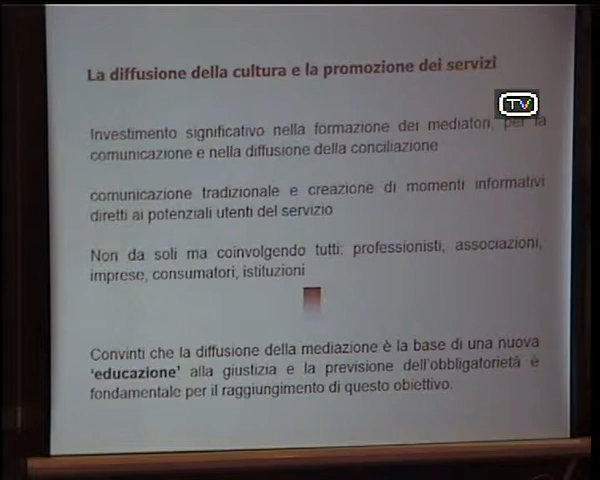 La diffusione della cultura e la promozione dei servizi
TV
Investimento significativo nella formazione dei mediatori, per la
comunicazione e nella diffusione della conciliazione
comunicazione tradizionale e creazione di momenti informativi
diretti ai potenziali utenti del servizio
Non da soli ma coinvolgendo tutti: professionisti, associazioni,
imprese, consumatori, istituzioni
Convinti che la diffusione della mediazione è la base di una nuova
'educazione' alla giustizia e la previsione dell'obbligatorietà è
fondamentale per il raggiungimento di questo obiettivo.